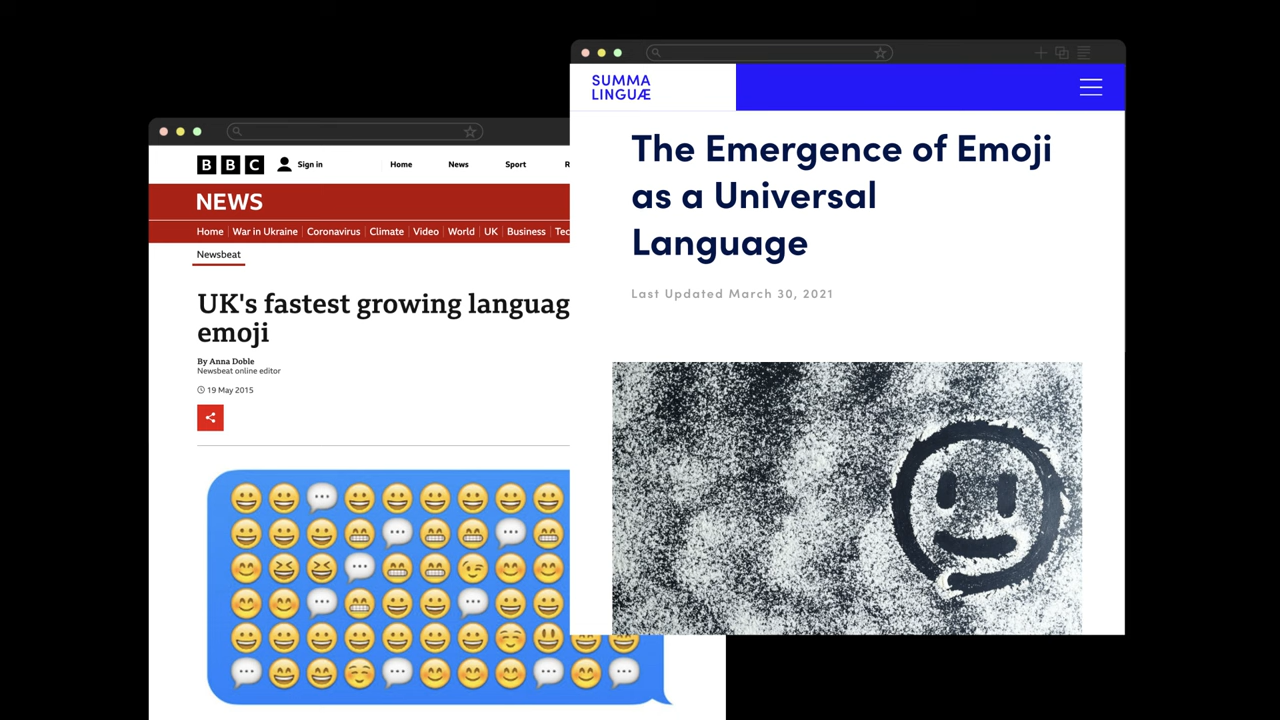 BBC
Sign in
Home
News
Sport
R
NEWS
Home
War in Ukraine
Coronavirus
Climate
Video
World
UK
Business
Tec
Newsbeat
UK's fastest growing languag
emoji
By Anna Doble
Newsbeat online editor
19 May 2015
SUMMA
LINGUÆ
The Emergence of Emoji
as a Universal
Language
Last Updated March 30, 2021